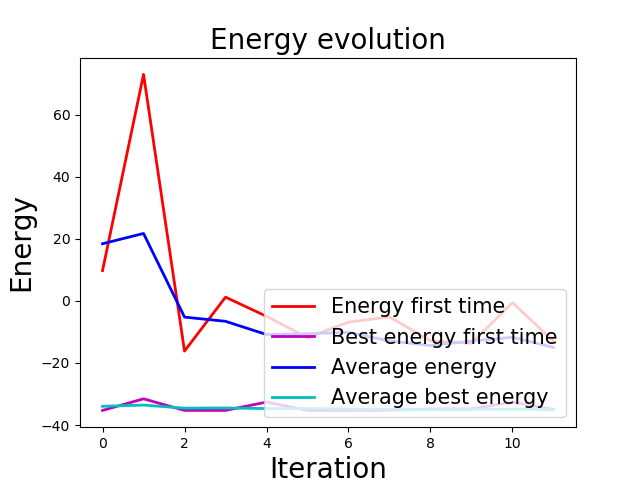 Energy evolution
Energy
60
40
20
0
−20
−40
Energy first time
Best energy first time
Average energy
Average best energy
0 2 4 6 8 10
Iteration